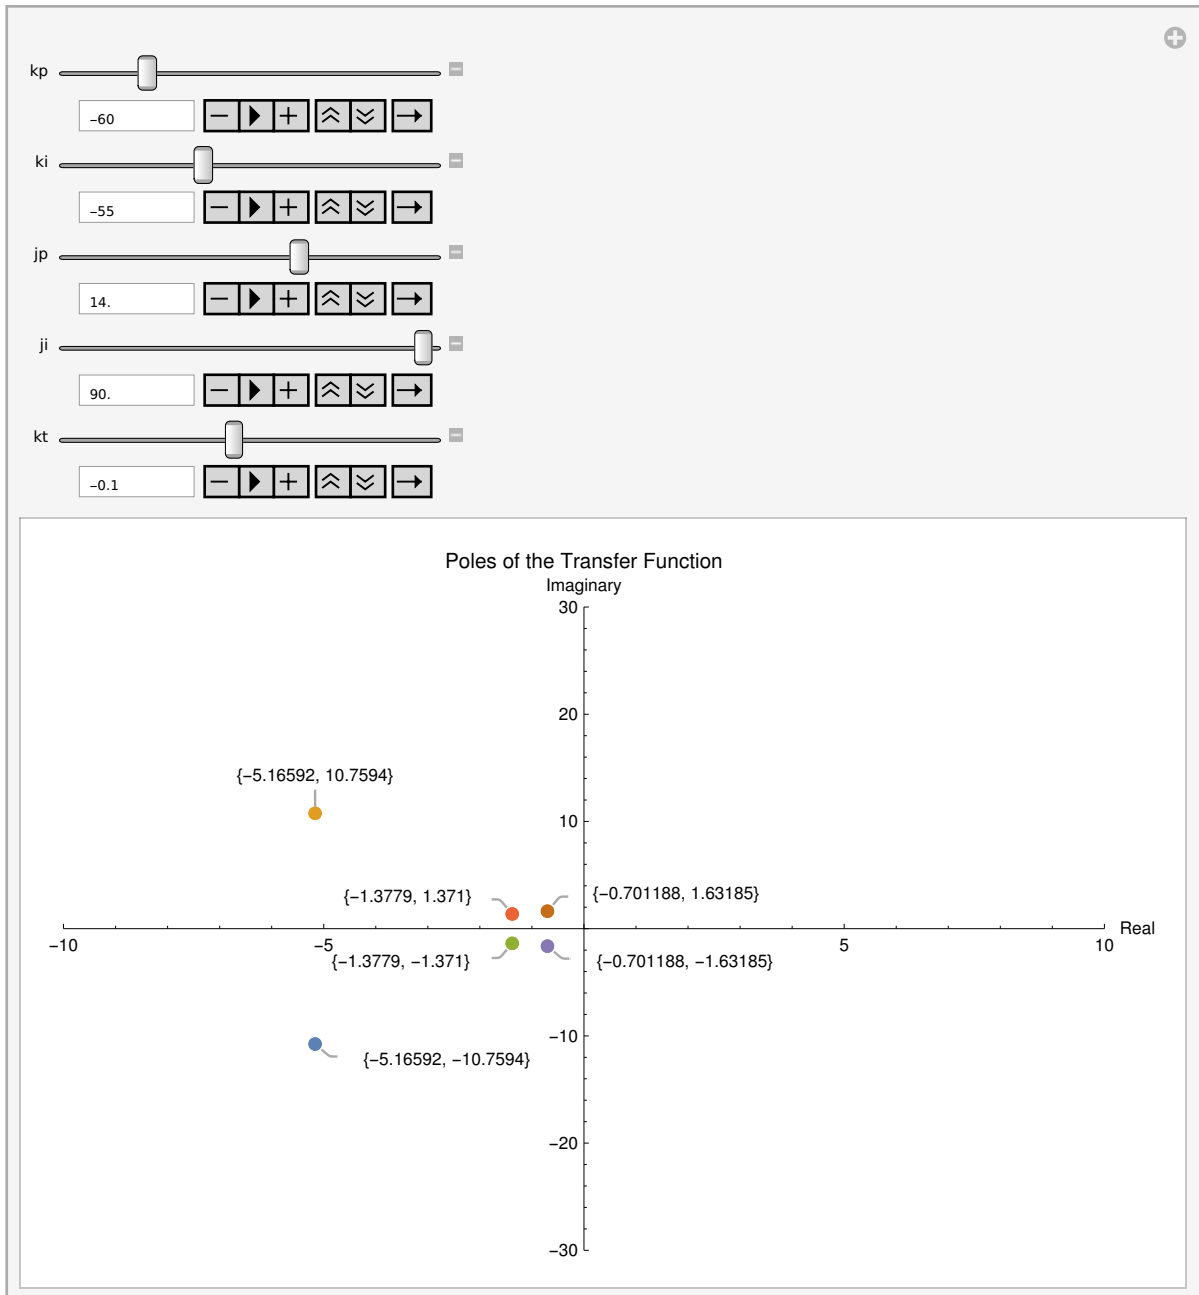 kp
−60
ki
−55
jp
14.
ji
90.
kt
−0.1
Poles of the Transfer Function
Imaginary
30
20
{−5.16592, 10.7594}
10
{−1.3779, 1.371}
{−0.701188, 1.63185}
Real
−10
−5
5
10
{−1.3779, −1.371}
{−0.701188, −1.63185}
−10
{−5.16592, −10.7594}
−20
−30